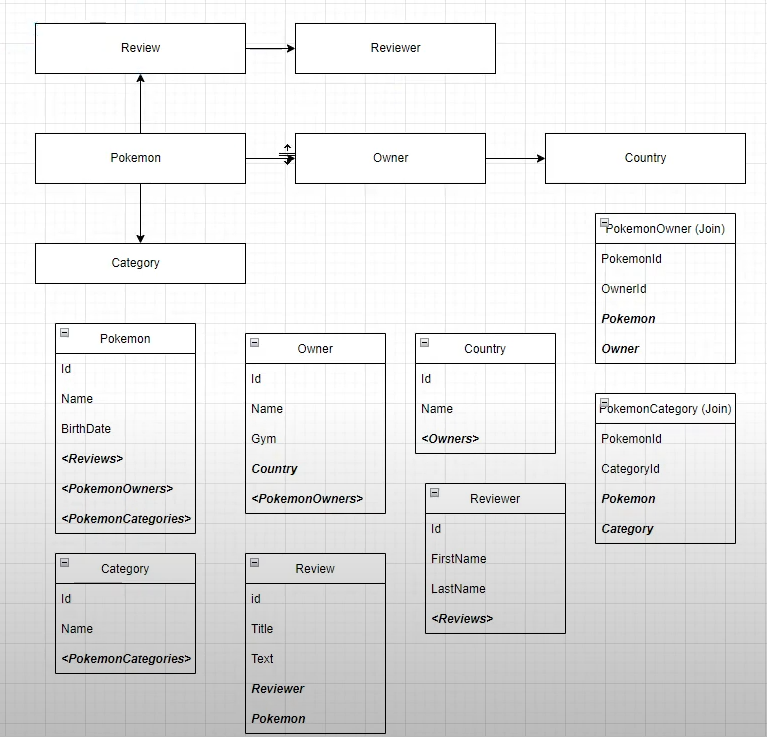 Review
Reviewer
Pokemon
Owner
Country
Category
PokemonOwner (Join)
PokemonId
OwnerId
Pokemon
Owner
Pokemon
Id
Name
BirthDate
<Reviews>
<PokemonOwners>
<PokemonCategories>
Owner
Id
Name
Gym
Country
<PokemonOwners>
Country
Id
Name
<Owners>
PokemonCategory (Join)
PokemonId
CategoryId
Pokemon
Category
Reviewer
Id
FirstName
LastName
<Reviews>
Category
Id
Name
<PokemonCategories>
Review
id
Title
Text
Reviewer
Pokemon